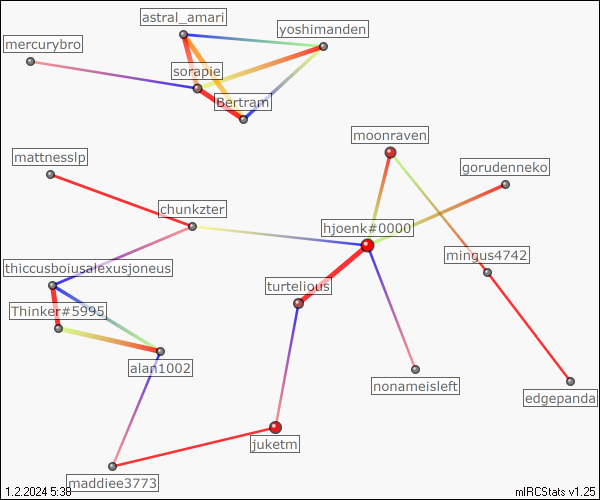 astral_amari
yoshimanden
mercurybro
sorapie
Bertram
moonraven
mattnesslp
gorudenneko
chunkzter
hjoenk#0000
mingus4742
thiccusboiusalexusjoneus
turtelious
Thinker#5995
alan1002
nonameisleft
edgepanda
juketm
maddiee3773
1.2.2024 5:38
mIRCStats v1.25